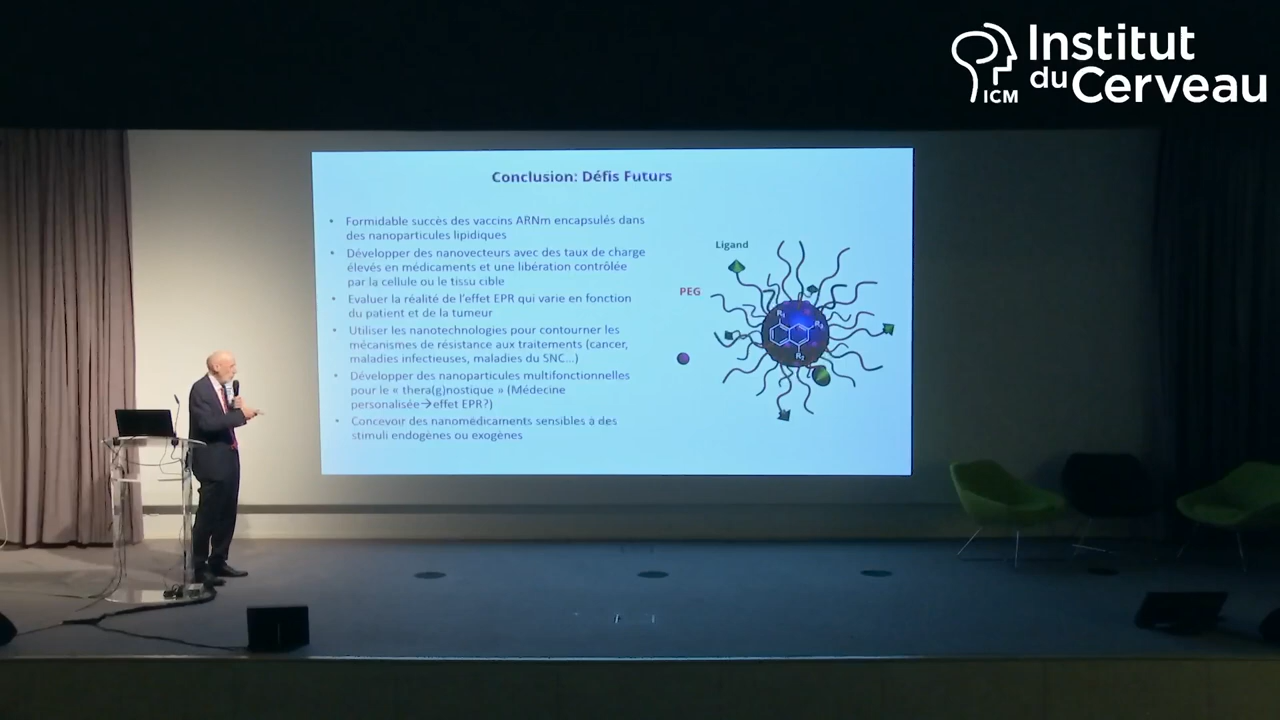 Institut
du Cerveau
ICM
Conclusion: Défis Futurs
• Formidable succès des vaccins ARNm encapsulés dans
des nanoparticules lipidiques
• Développer des nanovecteurs avec des taux de charge
élevés en médicaments et une libération contrôlée
par la cellule ou le tissu cible
• Evaluer la réalité de l'effet EPR qui varie en fonction
du patient et de la tumeur
• Utiliser les nanotechnologies pour contourner les
mécanismes de résistance aux traitements (cancer,
maladies infectieuses, maladies du SNC...)
• Développer des nanoparticules multifonctionnelles
pour le « thera(g)nostique » (Médecine
personalisée→effet EPR?)
• Concevoir des nanomédicaments sensibles à des
stimuli endogènes ou exogènes
Ligand
PEG
R₁
R₃
R₂